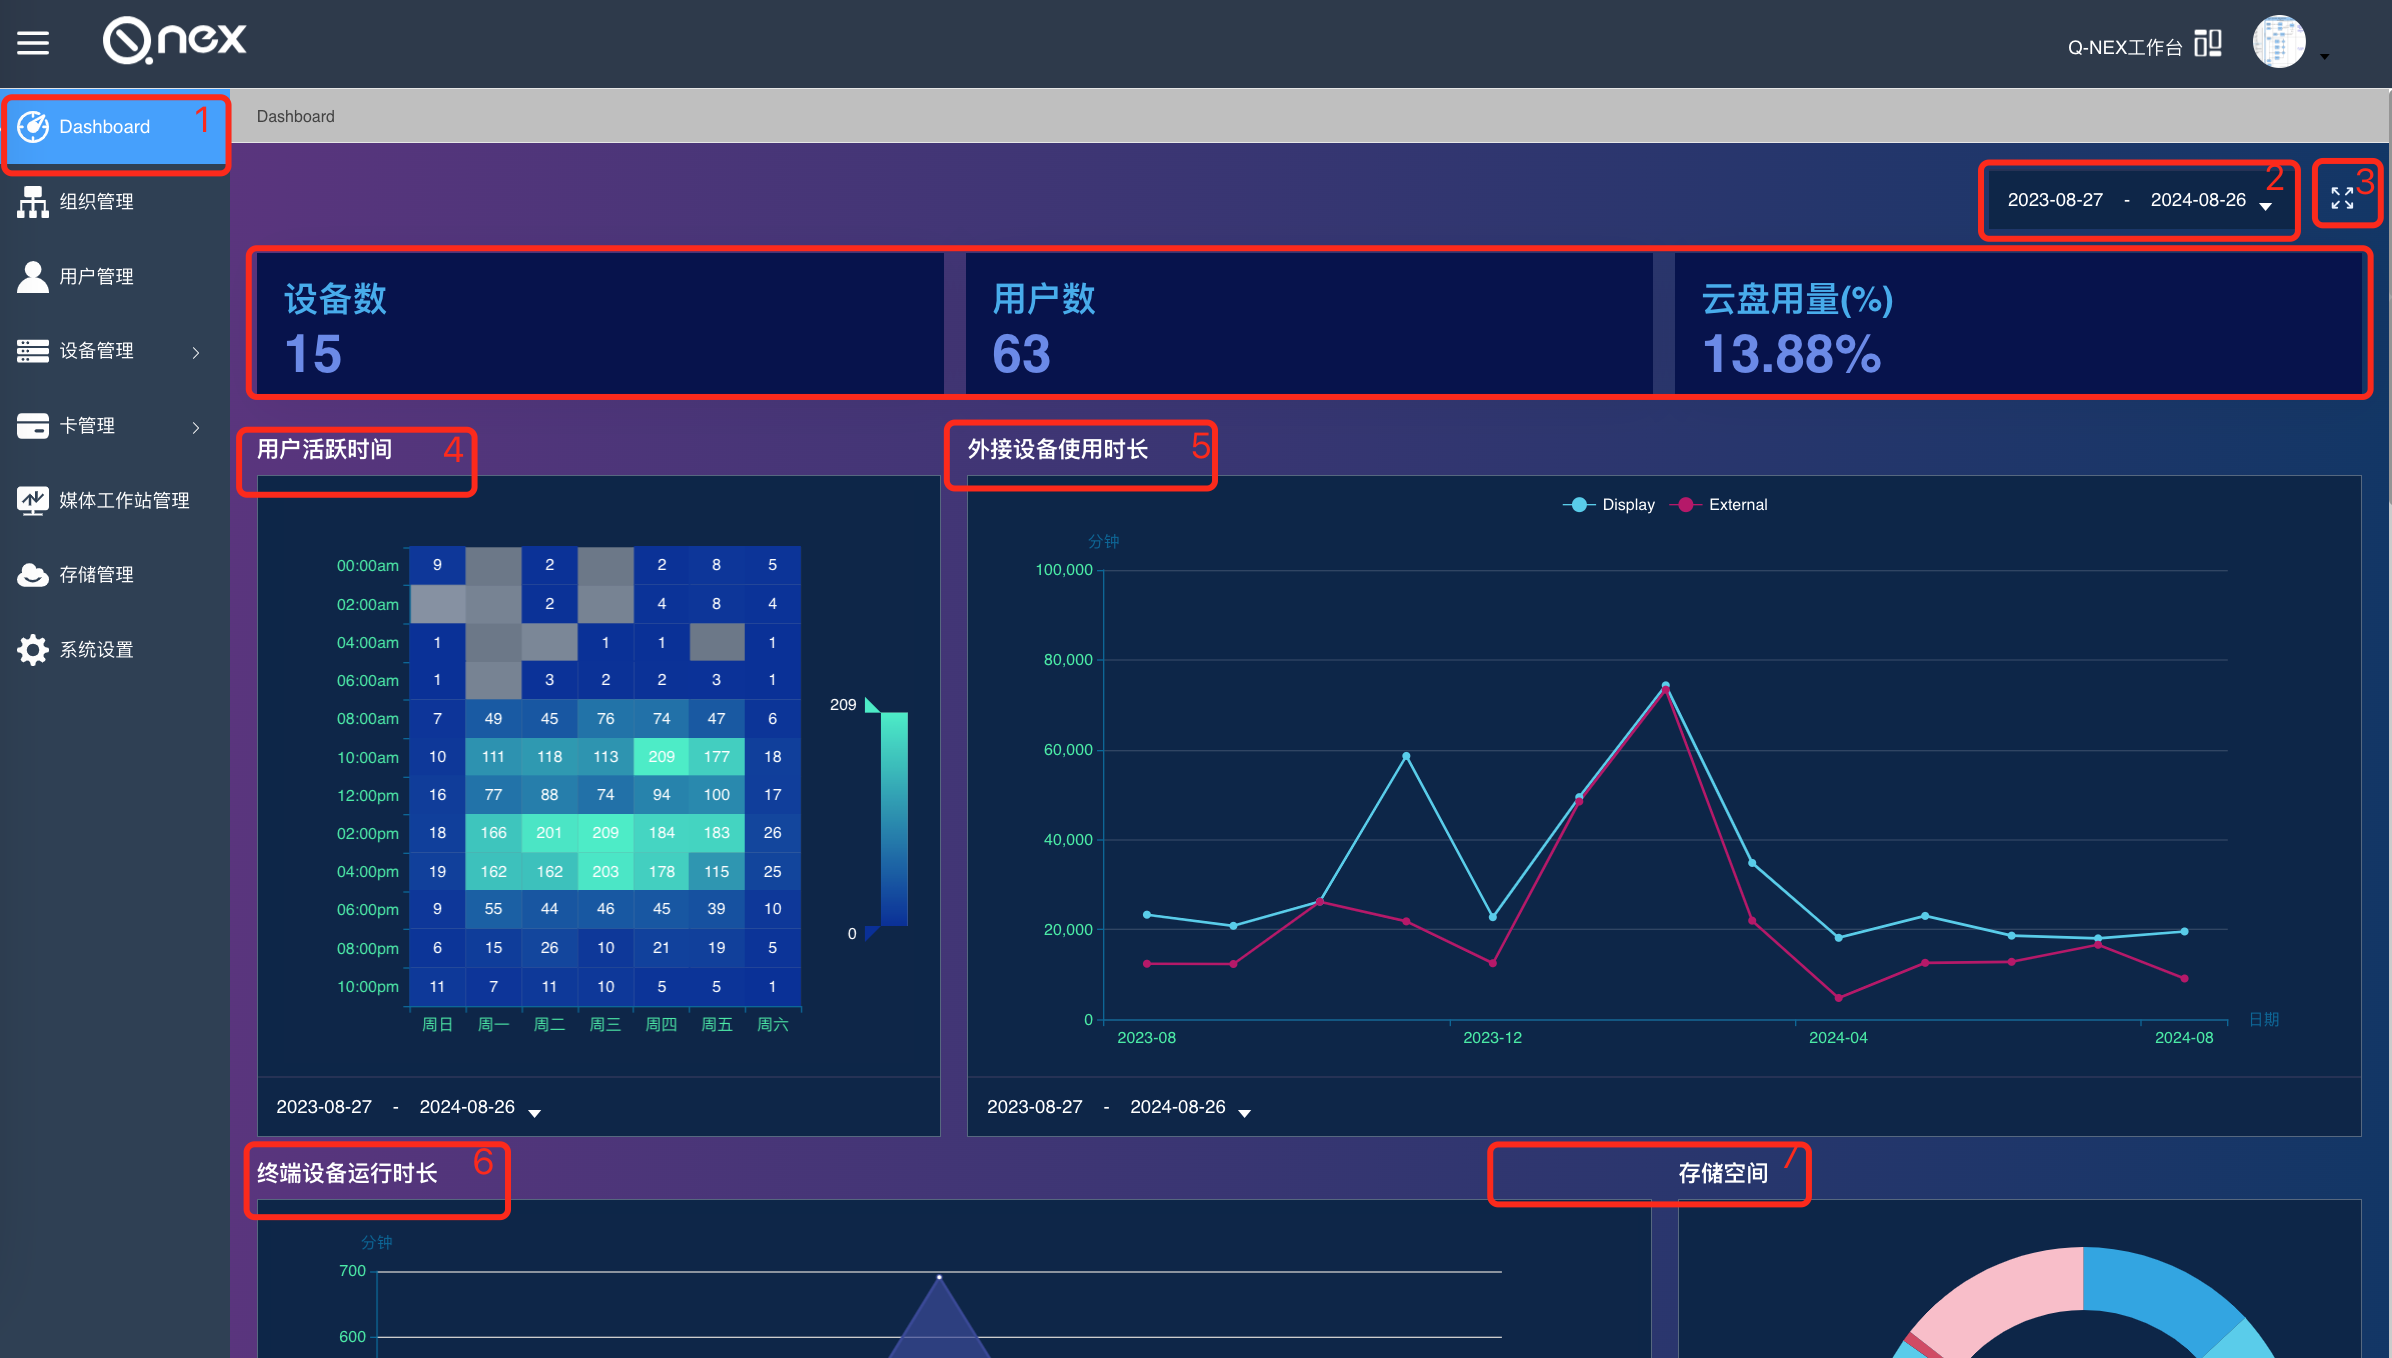 Qnex
Q-NEX工作台
Dashboard 1
Dashboard
组织管理
用户管理
设备管理
卡管理
媒体工作站管理
存储管理
系统设置
2023-08-27 - 2024-08-26 2
3
设备数
15
用户数
63
云盘用量(%)
13.88%
用户活跃时间 4
00:00am 9 2 2 8 5
02:00am 2 4 8 4
04:00am 1 1 1 1
06:00am 1 3 2 2 3 1
08:00am 7 49 45 76 74 47 6
10:00am 10 111 118 113 209 177 18
12:00pm 16 77 88 74 94 100 17
02:00pm 18 166 201 209 184 183 26
04:00pm 19 162 162 203 178 115 25
06:00pm 9 55 44 46 45 39 10
08:00pm 6 15 26 10 21 19 5
10:00pm 11 7 11 10 5 5 1
周日 周一 周二 周三 周四 周五 周六
209
0
2023-08-27 - 2024-08-26
外接设备使用时长 5
Display External
分钟
100,000
80,000
60,000
40,000
20,000
0
2023-08 2023-12 2024-04 2024-08
日期
2023-08-27 - 2024-08-26
终端设备运行时长 6
分钟
700
600
存储空间 7